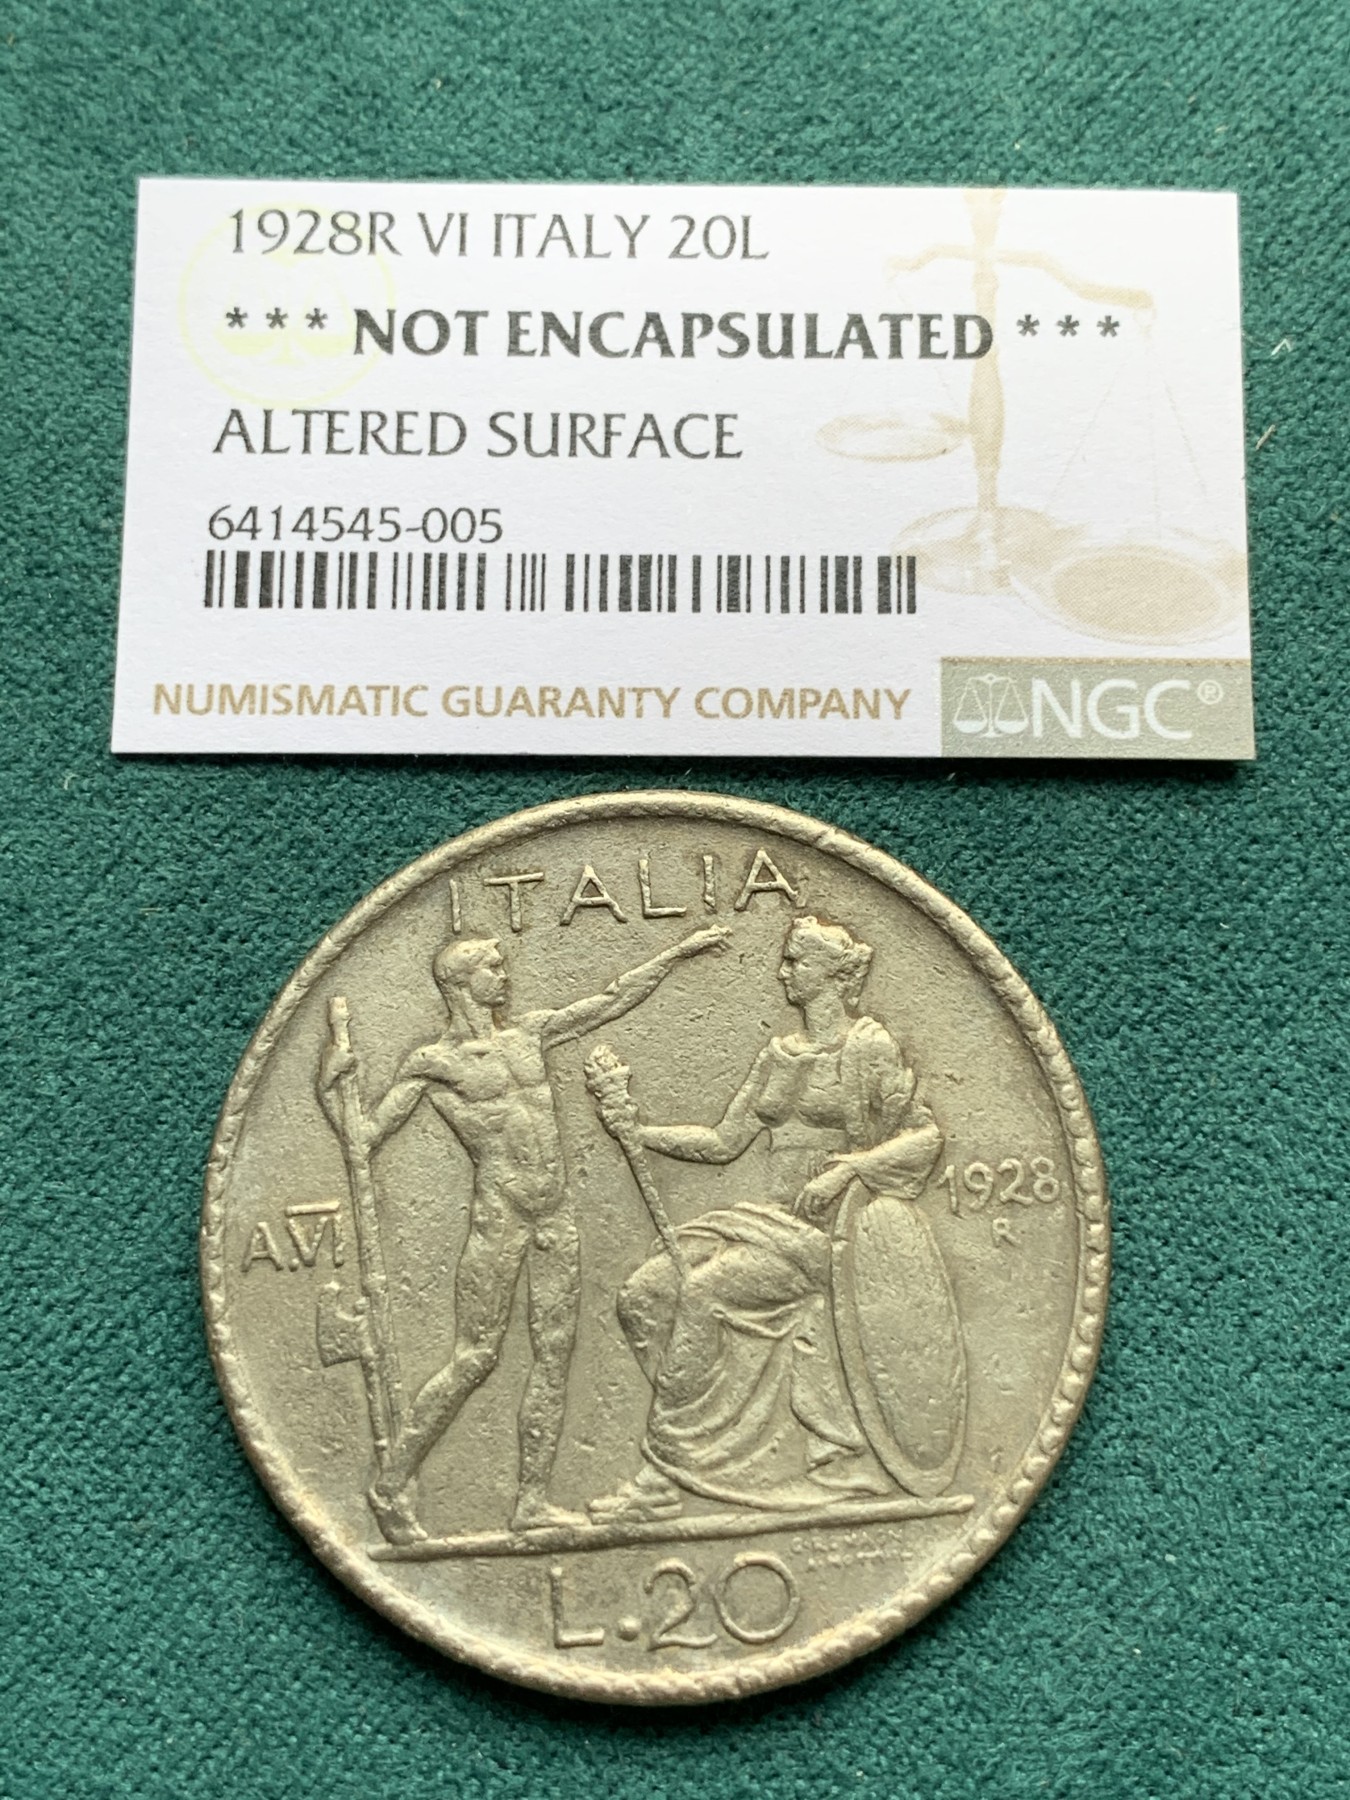 1928R VI ITALY 20L
* * * NOT ENCAPSULATED * * *
ALTERED SURFACE
6414545-005
NUMISMATIC GUARANTY COMPANY
NGC®
ITALIA
A.VI
1928
R
L.20